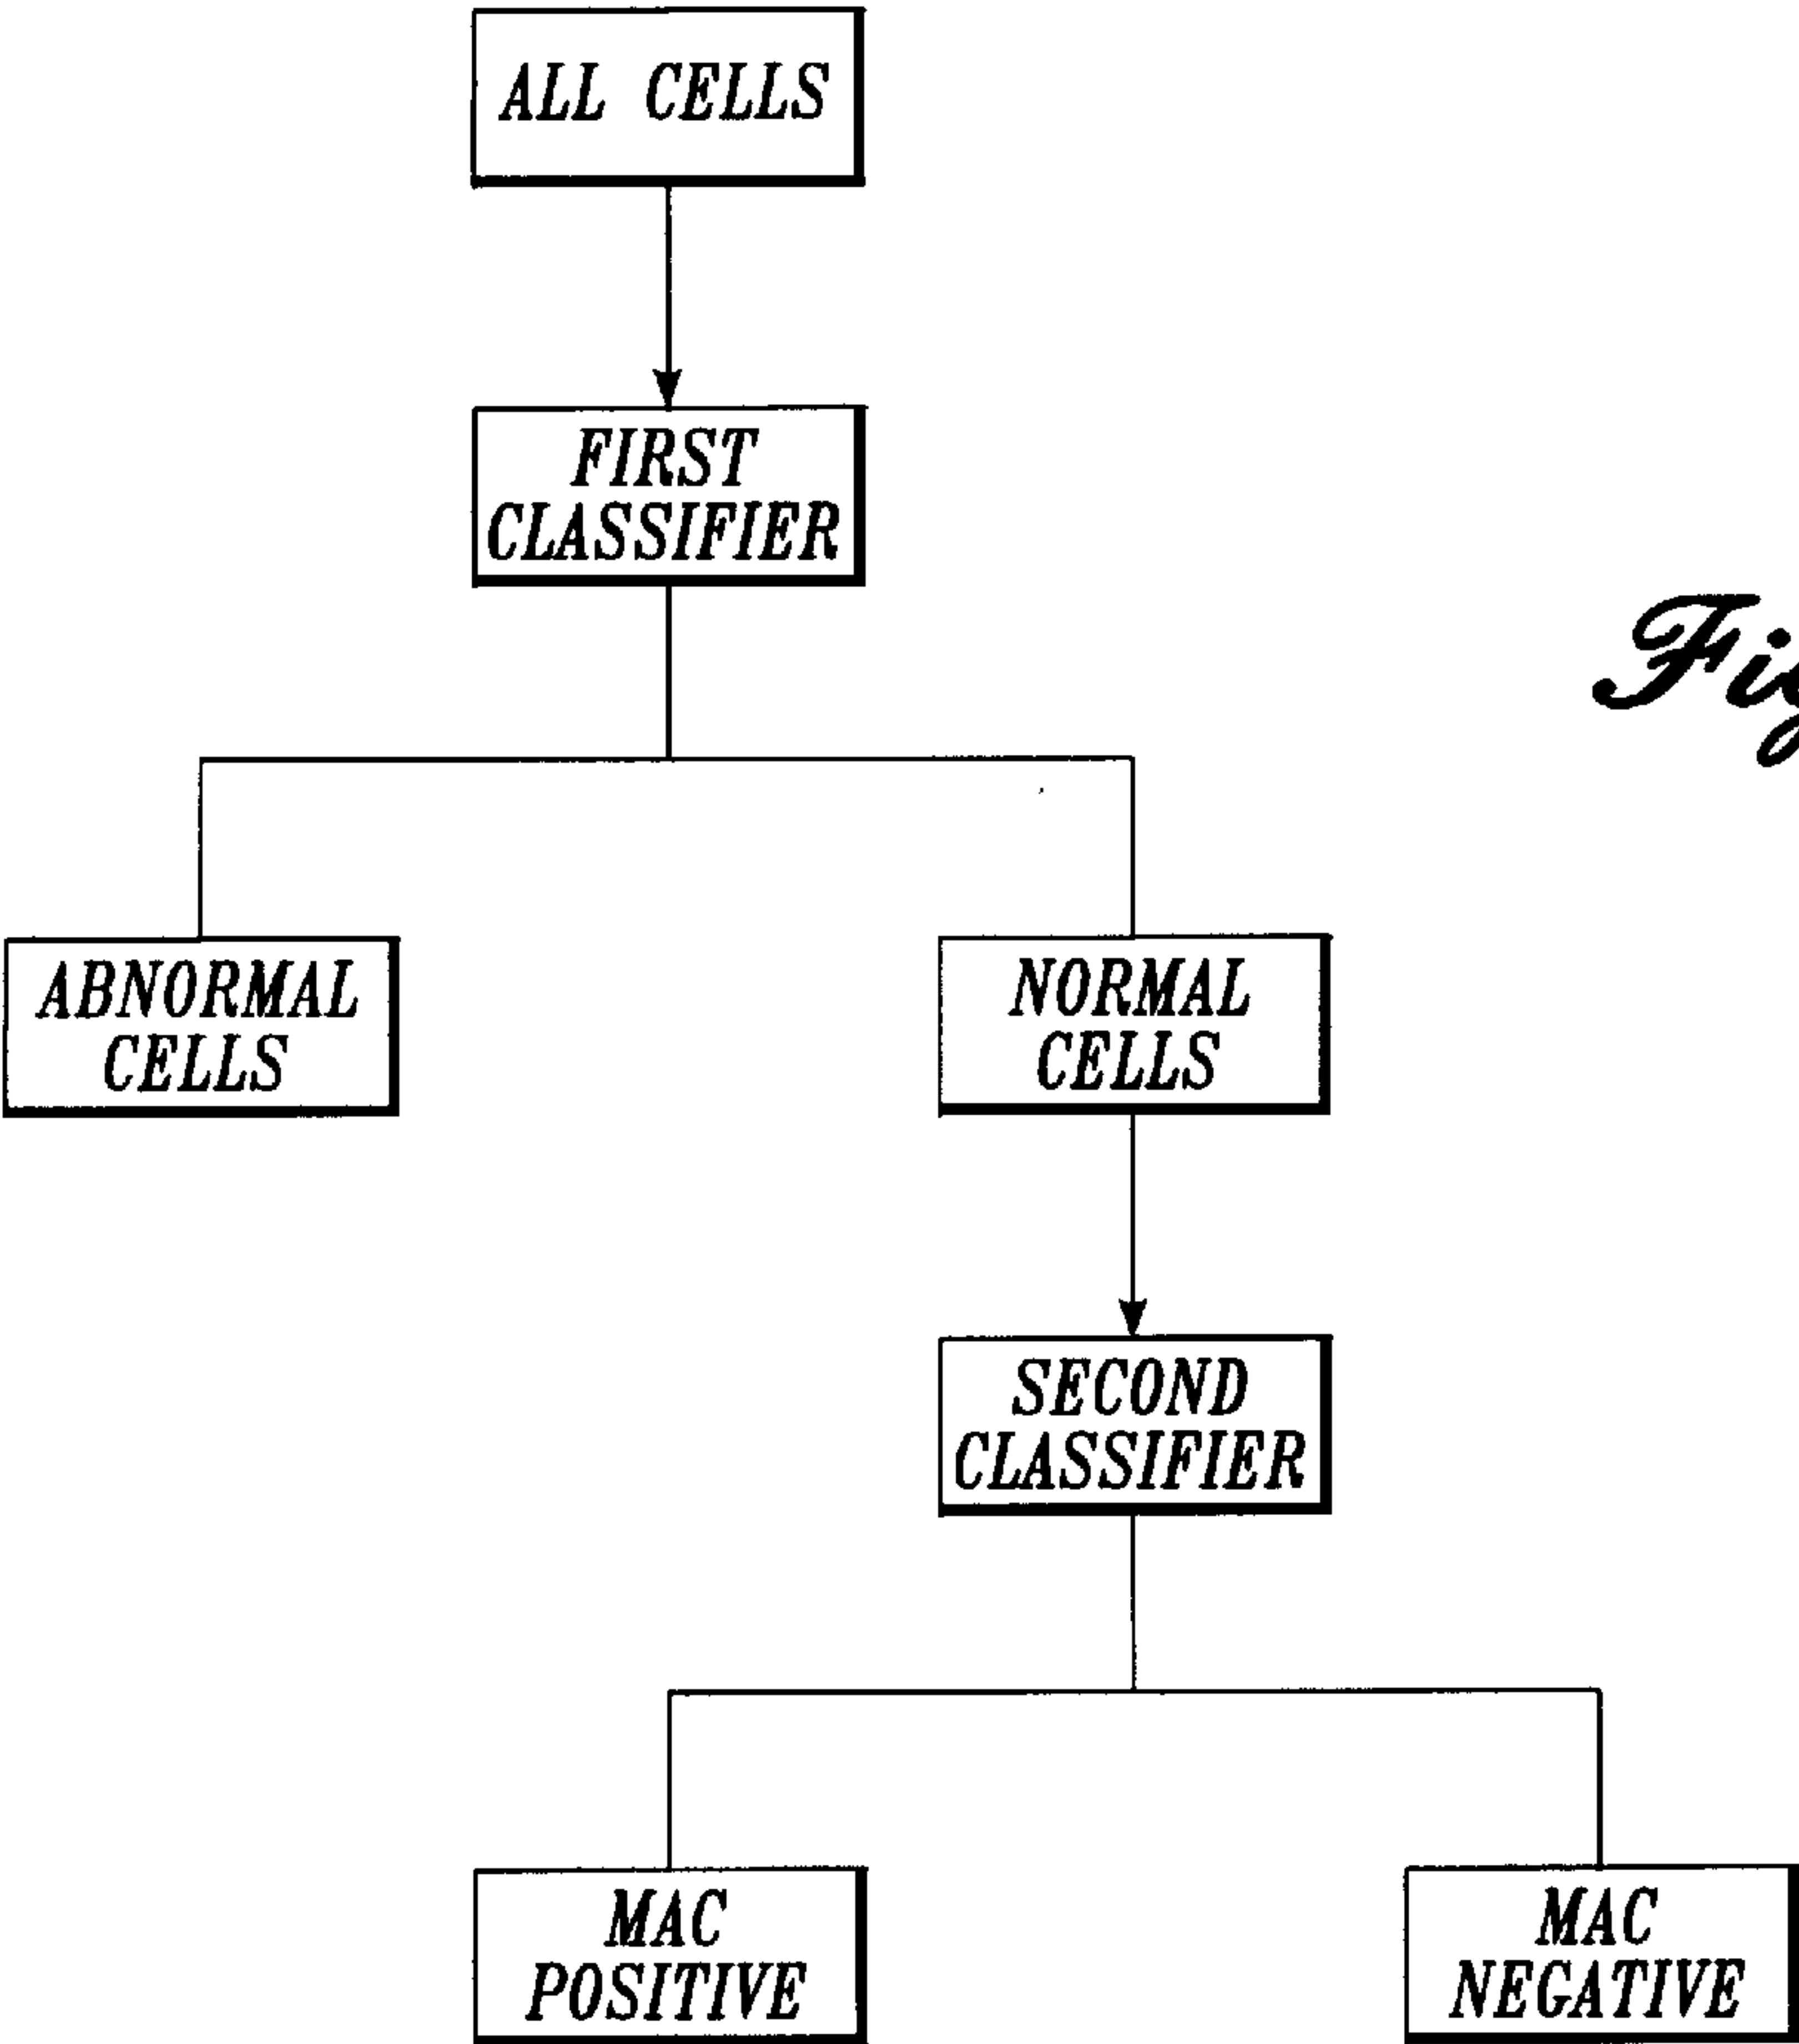 ALL CELLS
FIRST
CLASSIFIER
ABNORMAL
CELLS
NORMAL
CELLS
SECOND
CLASSIFIER
MAC
POSITIVE
MAC
NEGATIVE